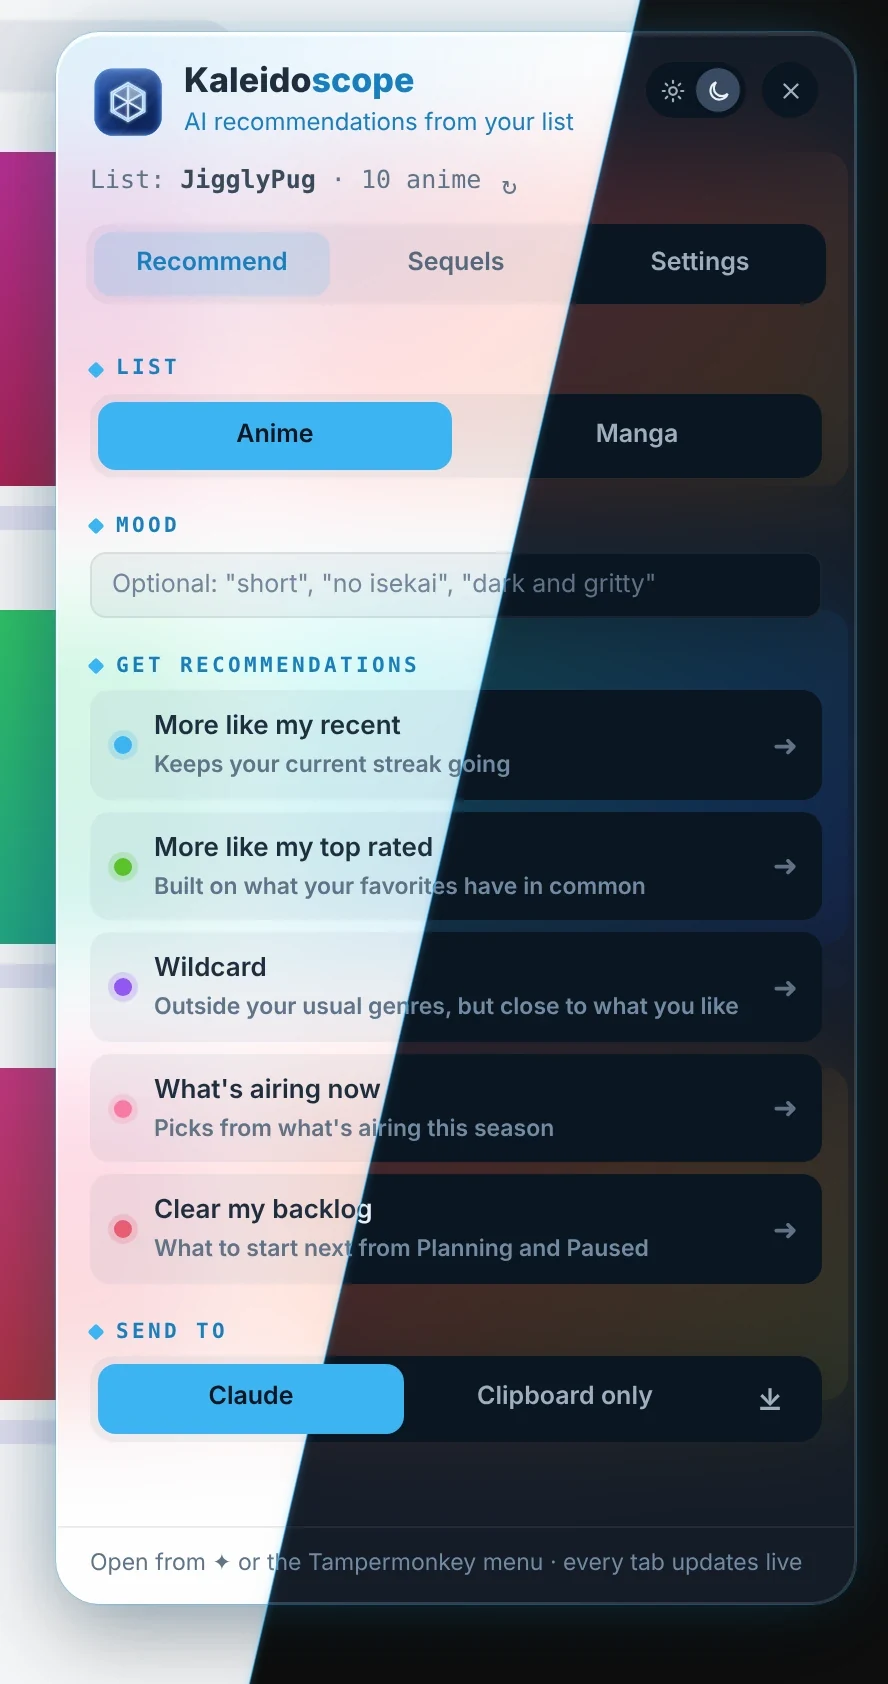 Kaleidoscope
AI recommendations from your list
List: JigglyPug · 10 anime ↻
Recommend Sequels Settings
LIST
Anime Manga
MOOD
Optional: "short", "no isekai", "dark and gritty"
GET RECOMMENDATIONS
More like my recent
Keeps your current streak going
More like my top rated
Built on what your favorites have in common
Wildcard
Outside your usual genres, but close to what you like
What's airing now
Picks from what's airing this season
Clear my backlog
What to start next from Planning and Paused
SEND TO
Claude Clipboard only
Open from ✦ or the Tampermonkey menu · every tab updates live